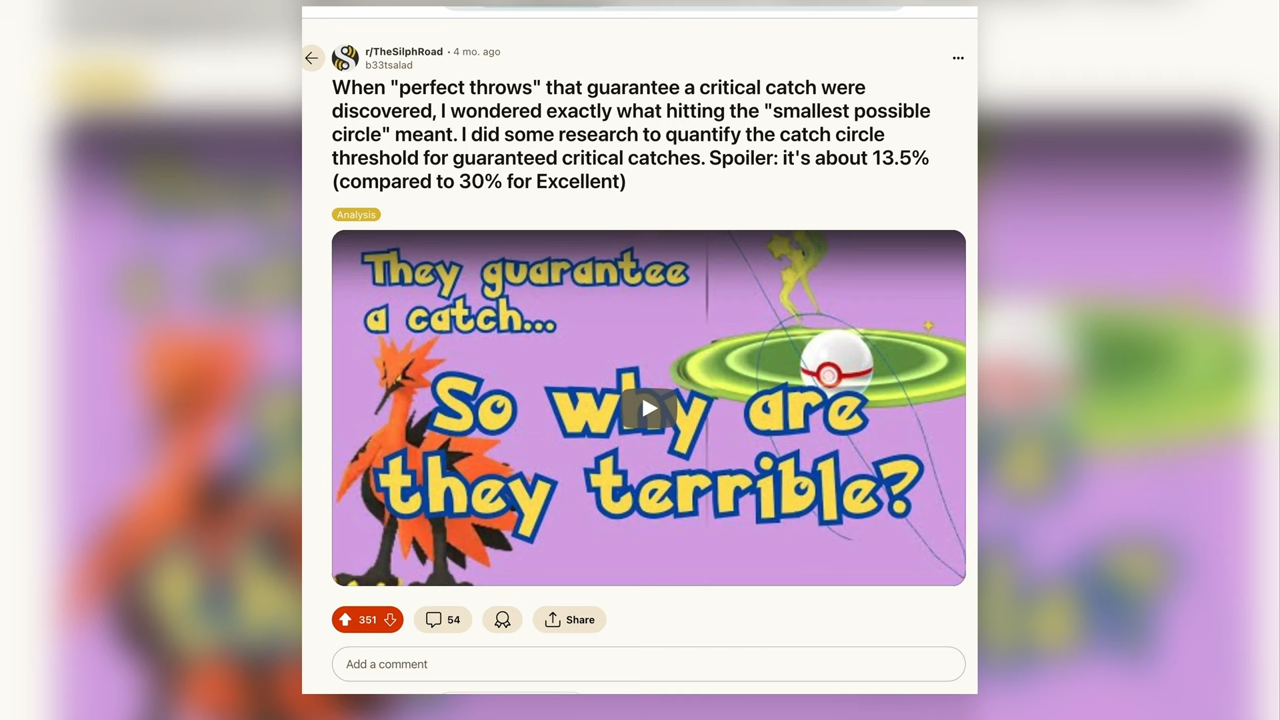 r/TheSilphRoad • 4 mo. ago
b33tsalad
When "perfect throws" that guarantee a critical catch were
discovered, I wondered exactly what hitting the "smallest possible
circle" meant. I did some research to quantify the catch circle
threshold for guaranteed critical catches. Spoiler: it's about 13.5%
(compared to 30% for Excellent)
Analysis
They guarantee
a catch...
So why are
they terrible?
351
54
Share
Add a comment